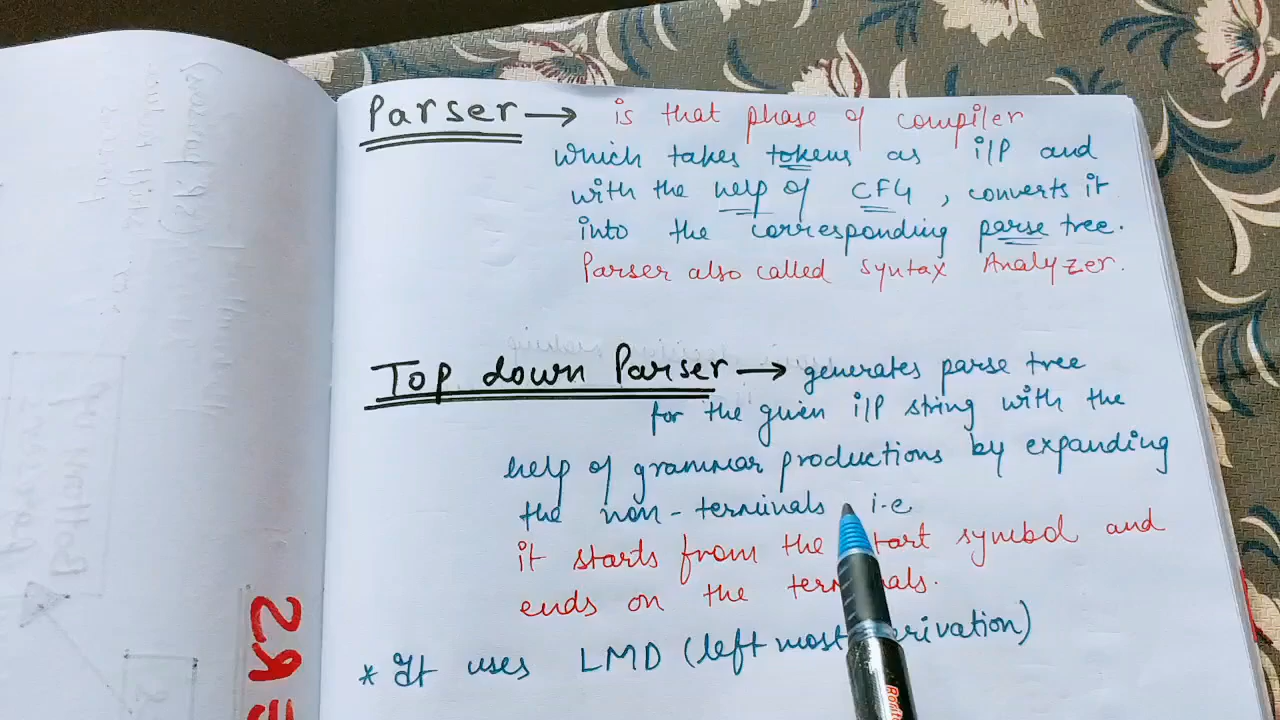 Parser → is that phase of compiler
which takes tokens as i/p and
with the help of CFG, converts it
into the corresponding parse tree.
Parser also called Syntax Analyzer.
Top down Parser → generates parse tree
for the given i/p string with the
help of grammar productions by expanding
the non-terminals i.e
it starts from the start symbol and
ends on the terminals.
* It uses LMD (left most derivation)